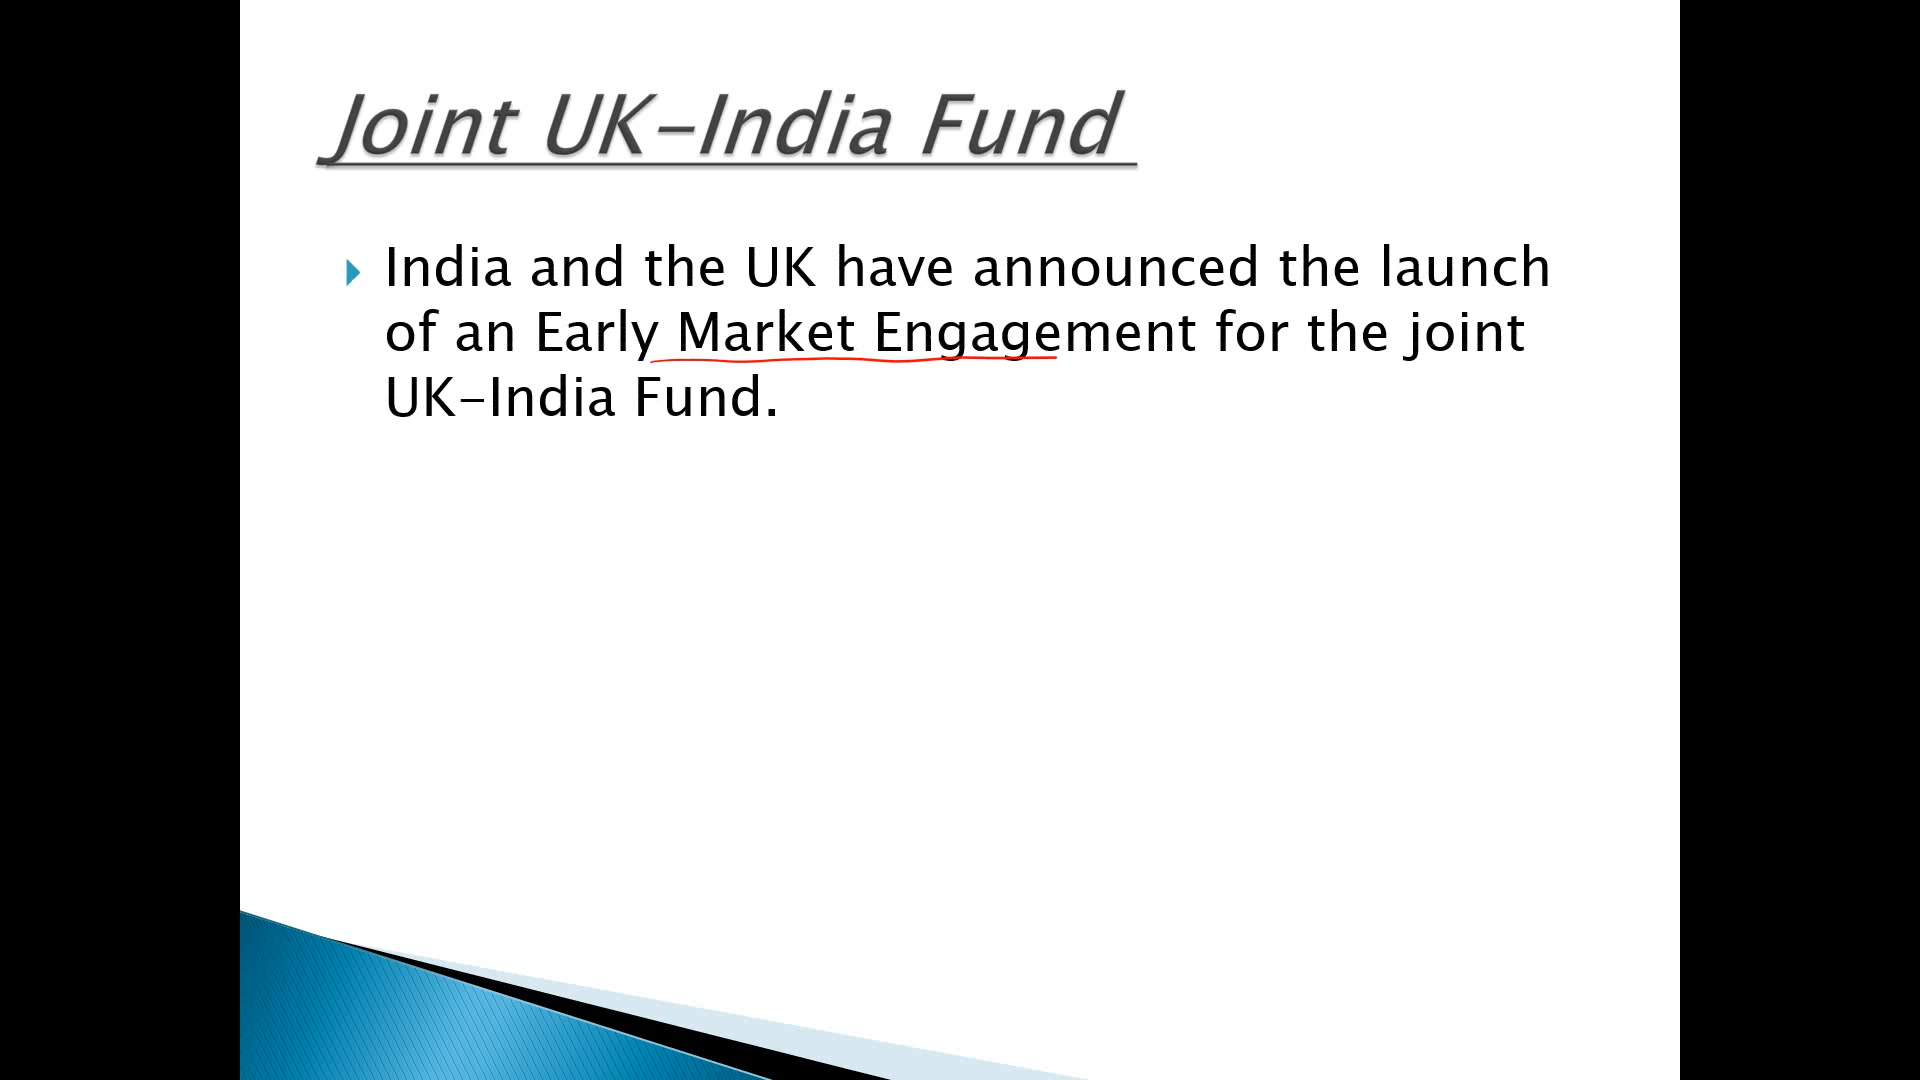 Joint UK-India Fund
India and the UK have announced the launch
of an Early Market Engagement for the joint
UK-India Fund.